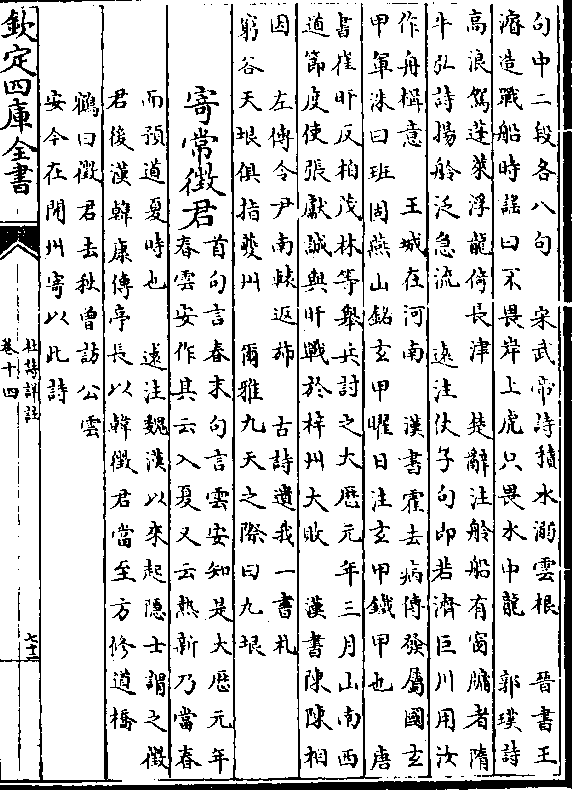 句中二段各八句　宋武帝詩積水溺雲根　晉書王
濬造戰船時謡曰不畏岸上虎只畏水中龍　郭璞詩
高浪駕蓬萊浮龍倚長津　楚辭注舲船有窗牖者隋
牛弘詩揚舲泛急流　遠注伏子句即若濟巨川用汝
作舟楫意　王城在河南　漢書霍去病傳發屬國玄
甲軍洙曰班固燕山銘玄甲曜日注玄甲鐵甲也　唐
書崔旰反柏茂林等舉兵討之大歴元年三月山南西
道節度使張獻誠與旰戰於梓州大敗　漢書陳陳相
因　左傳令尹南轅返斾　古詩遺我一書札
窮谷天垠俱指夔州　爾雅九天之際曰九垠
寄常徵君
首句言春末句言雲安知是大歴元年
春雲安作其云入夏又云熱新乃當春
而預道夏時也　遠注魏漢以來起隱士謂之徵
君後漢韓康傳亭長以韓徵君當至方修道橋
鶴曰徵君去秋曾訪公雲
安今在開州寄以此詩
欽定四庫全書
杜詩詳註
卷十四
七十二